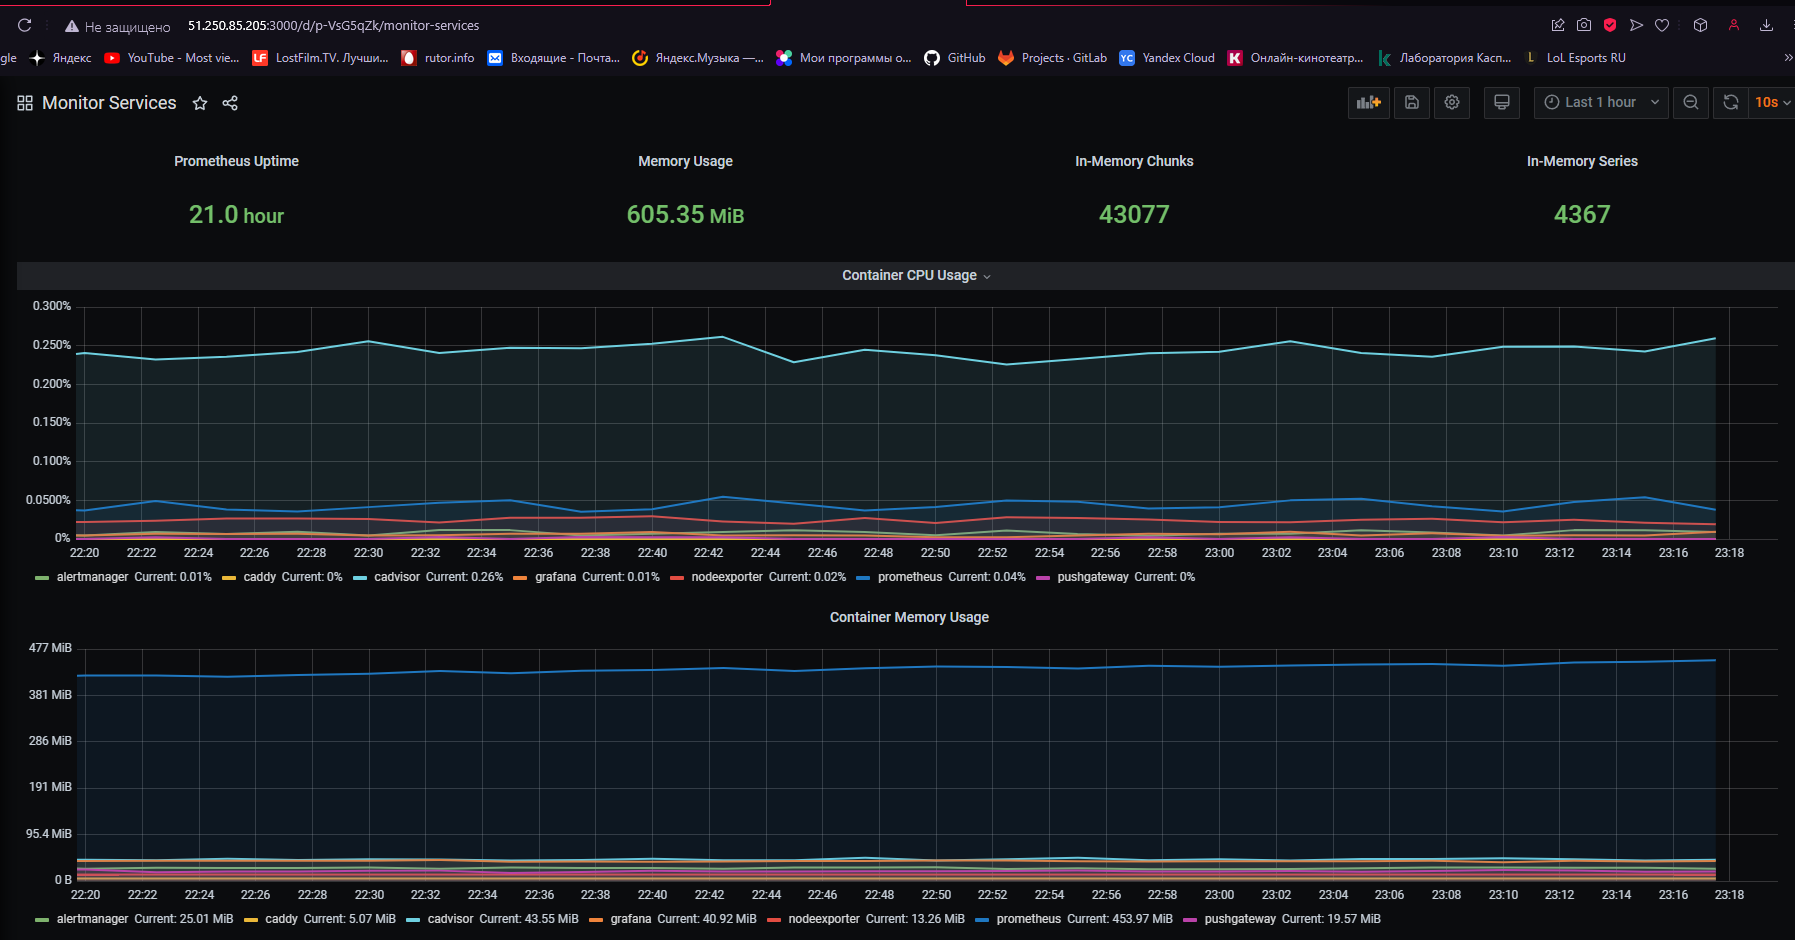 Не защищено 51.250.85.205:3000/d/p-VsG5qZk/monitor-services
gle Яндекс YouTube - Most vie... LF LostFilm.TV. Лучши... rutor.info Входящие - Почта... Яндекс.Музыка —... Мои программы о... GitHub Projects · GitLab YC Yandex Cloud K Онлайн-кинотеатр... k Лаборатория Касп... L LoL Esports RU »
Monitor Services Last 1 hour 10s
Prometheus Uptime Memory Usage In-Memory Chunks In-Memory Series
21.0 hour 605.35 MiB 43077 4367
Container CPU Usage
0.300%
0.250%
0.200%
0.150%
0.100%
0.0500%
0%
22:20 22:22 22:24 22:26 22:28 22:30 22:32 22:34 22:36 22:38 22:40 22:42 22:44 22:46 22:48 22:50 22:52 22:54 22:56 22:58 23:00 23:02 23:04 23:06 23:08 23:10 23:12 23:14 23:16 23:18
alertmanager Current: 0.01% caddy Current: 0% cadvisor Current: 0.26% grafana Current: 0.01% nodeexporter Current: 0.02% prometheus Current: 0.04% pushgateway Current: 0%
Container Memory Usage
477 MiB
381 MiB
286 MiB
191 MiB
95.4 MiB
0 B
22:20 22:22 22:24 22:26 22:28 22:30 22:32 22:34 22:36 22:38 22:40 22:42 22:44 22:46 22:48 22:50 22:52 22:54 22:56 22:58 23:00 23:02 23:04 23:06 23:08 23:10 23:12 23:14 23:16 23:18
alertmanager Current: 25.01 MiB caddy Current: 5.07 MiB cadvisor Current: 43.55 MiB grafana Current: 40.92 MiB nodeexporter Current: 13.26 MiB prometheus Current: 453.97 MiB pushgateway Current: 19.57 MiB